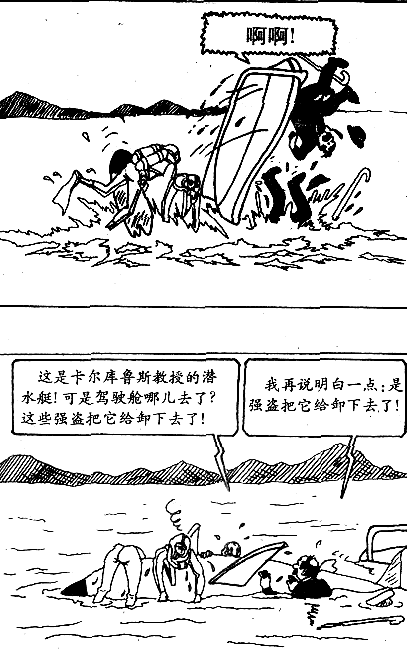 啊啊!
这是卡尔库鲁斯教授的潜
水艇!可是驾驶舱哪儿去了?
这些强盗把它给卸下去了!
我再说明白一点:是
强盗把它给卸下去了!